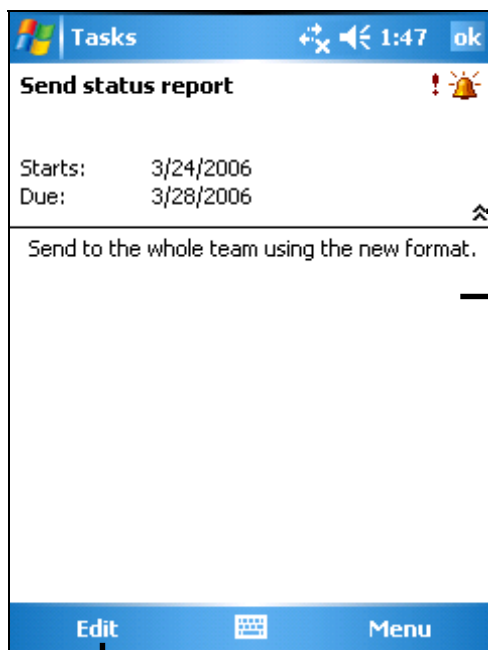 Tasks 1:47 ok
Send status report !
Starts: 3/24/2006
Due: 3/28/2006
Send to the whole team using the new format.
Edit Menu